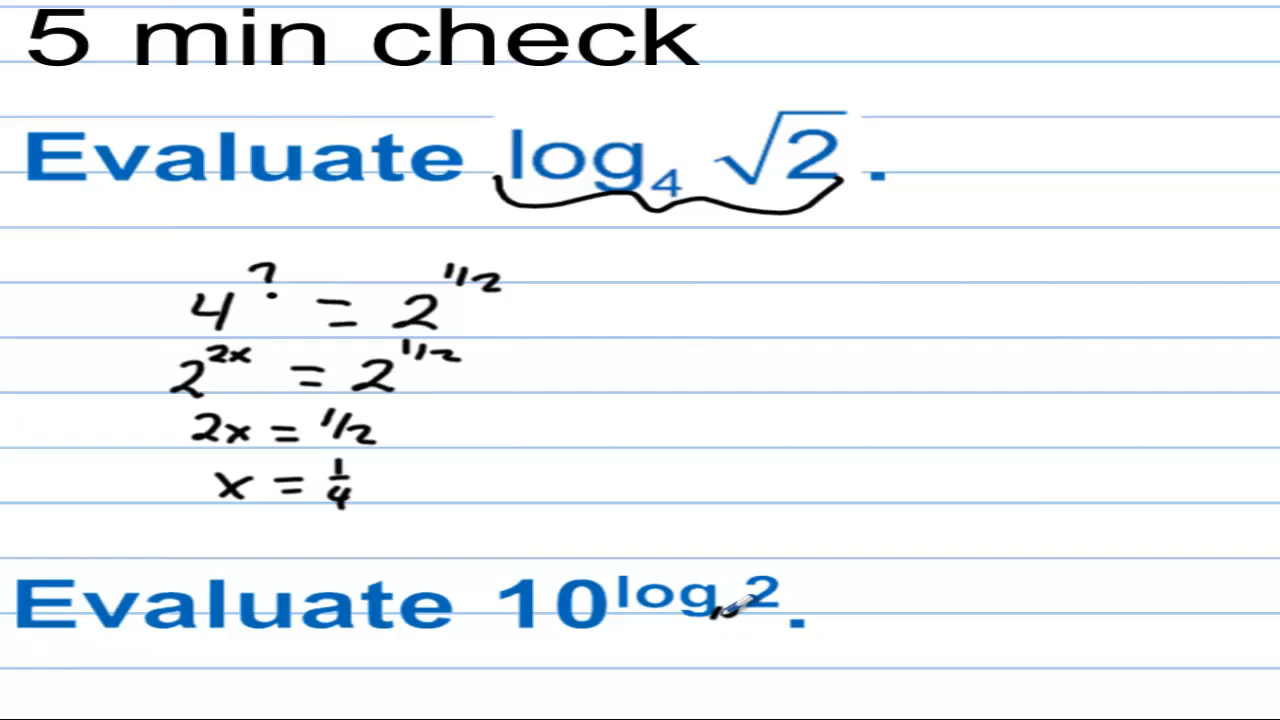 5 min check
Evaluate log₄ √2 .
4^? = 2^1/2
2^2x = 2^1/2
2x = 1/2
x = 1/4
Evaluate 10^log 2 .